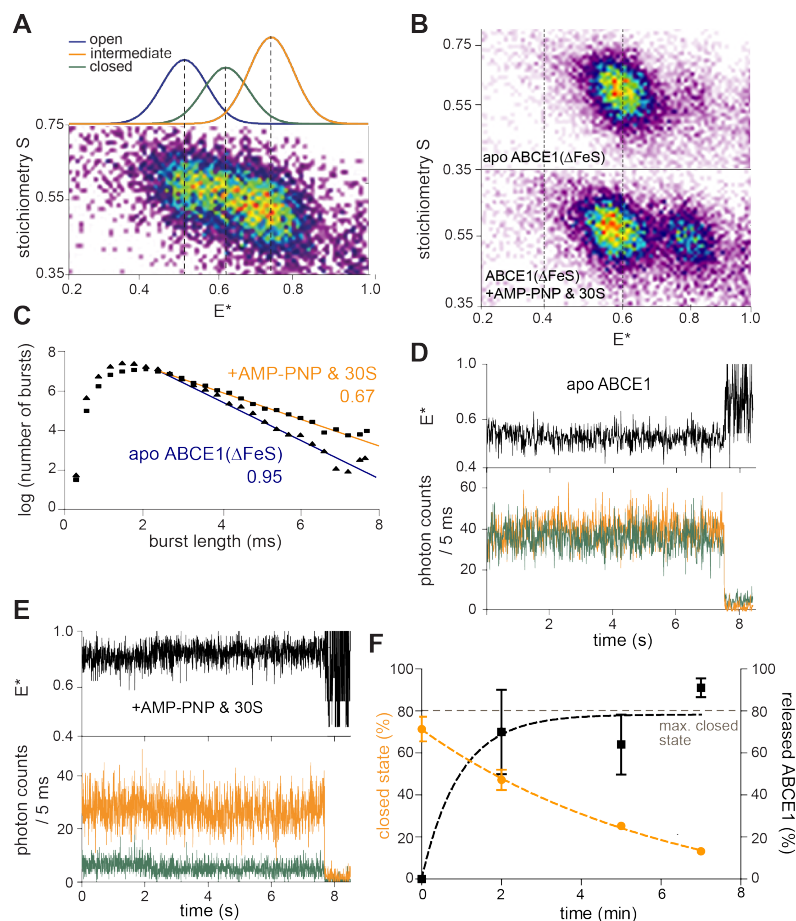 A
open
intermediate
closed
stoichiometry S
0.75
0.55
0.35
0.2
0.4
0.6
0.8
1.0
E*
B
stoichiometry S
0.75
0.55
0.35
apo ABCE1(ΔFeS)
0.55
ABCE1(ΔFeS)
+AMP-PNP & 30S
0.35
0.2
0.4
0.6
0.8
1.0
E*
C
log (number of bursts)
8
6
4
2
0
+AMP-PNP & 30S
0.67
apo ABCE1(ΔFeS)
0.95
0
2
4
6
8
burst length (ms)
D
E*
1.0
0.6
0.4
apo ABCE1
photon counts
/ 5 ms
60
40
20
0
2
4
6
8
time (s)
E
E*
1.0
0.6
0.4
+AMP-PNP & 30S
photon counts
/ 5 ms
40
20
0
0
2
4
6
8
time (s)
F
closed state (%)
100
80
60
40
20
0
max. closed
state
100
80
60
40
20
0
released ABCE1 (%)
0
2
4
6
8
time (min)